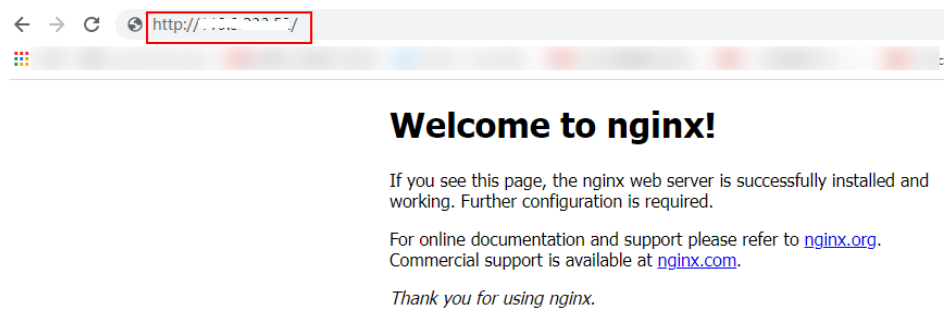 http://
Welcome to nginx!
If you see this page, the nginx web server is successfully installed and
working. Further configuration is required.
For online documentation and support please refer to nginx.org.
Commercial support is available at nginx.com.
Thank you for using nginx.